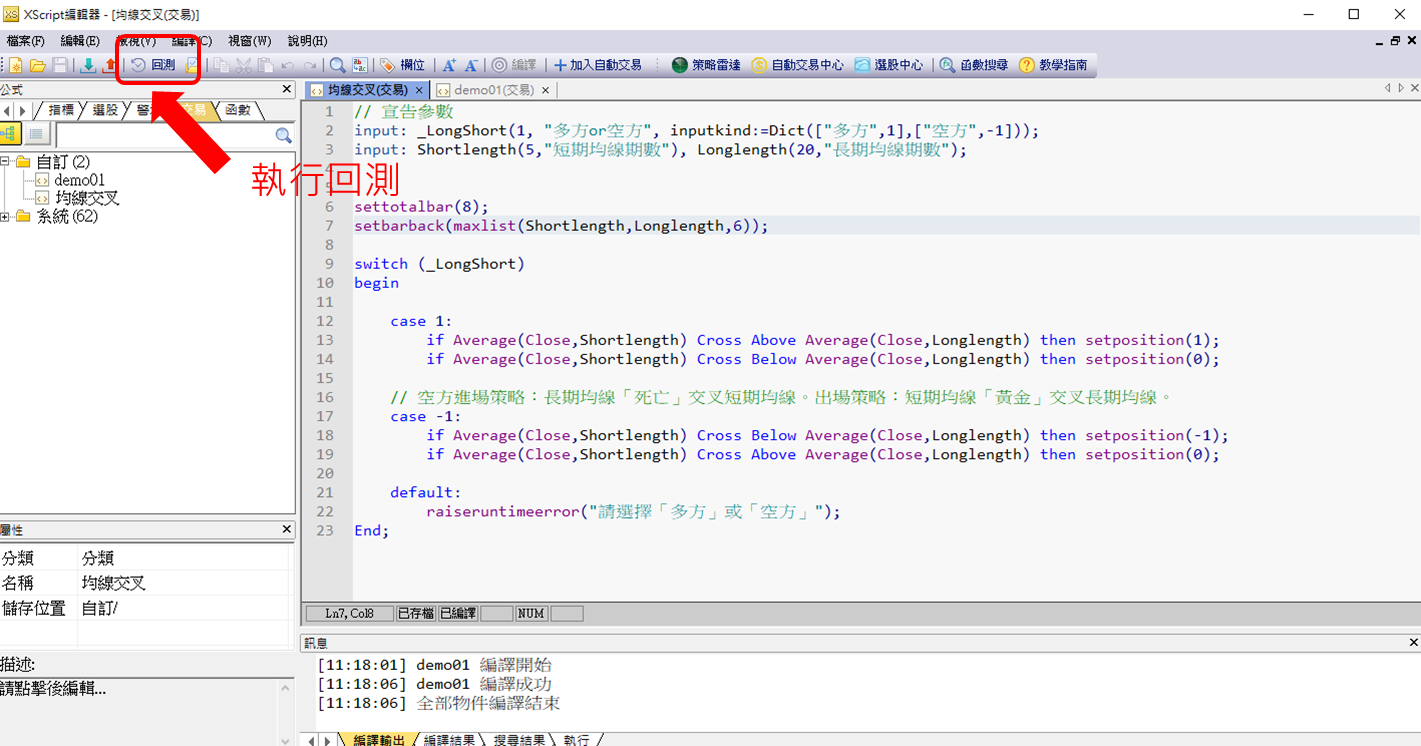 XS XScript編輯器 - [均線交叉(交易)]
檔案(F) 編輯(E) 檢視(V) 編譯(C) 視窗(W) 說明(H)
回測 欄位 A A 編譯 加入自動交易 策略雷達 自動交易中心 選股中心 函數搜尋 教學指南
公式
均線交叉(交易) demo01(交易)
指標 選股 警 交易 函數
自訂 (2)
demo01
均線交叉
系統 (62)
執行回測
1 // 宣告參數
2 input: _LongShort(1, "多方or空方", inputkind:=Dict(["多方",1],["空方",-1]));
3 input: Shortlength(5,"短期均線期數"), Longlength(20,"長期均線期數");
6 settotalbar(8);
7 setbarback(maxlist(Shortlength,Longlength,6));
8
9 switch (_LongShort)
10 begin
11
12 case 1:
13 if Average(Close,Shortlength) Cross Above Average(Close,Longlength) then setposition(1);
14 if Average(Close,Shortlength) Cross Below Average(Close,Longlength) then setposition(0);
15
16 // 空方進場策略：長期均線「死亡」交叉短期均線。出場策略：短期均線「黃金」交叉長期均線。
17 case -1:
18 if Average(Close,Shortlength) Cross Below Average(Close,Longlength) then setposition(-1);
19 if Average(Close,Shortlength) Cross Above Average(Close,Longlength) then setposition(0);
20
21 default:
22 raiseruntimeerror("請選擇「多方」或「空方」");
23 End;
屬性
分類 分類
名稱 均線交叉
儲存位置 自訂/
描述:
請點擊後編輯...
Ln7, Col8 已存檔 已編譯 NUM
訊息
[11:18:01] demo01 編譯開始
[11:18:06] demo01 編譯成功
[11:18:06] 全部物件編譯結束
編譯輸出 編譯結果 搜尋結果 執行